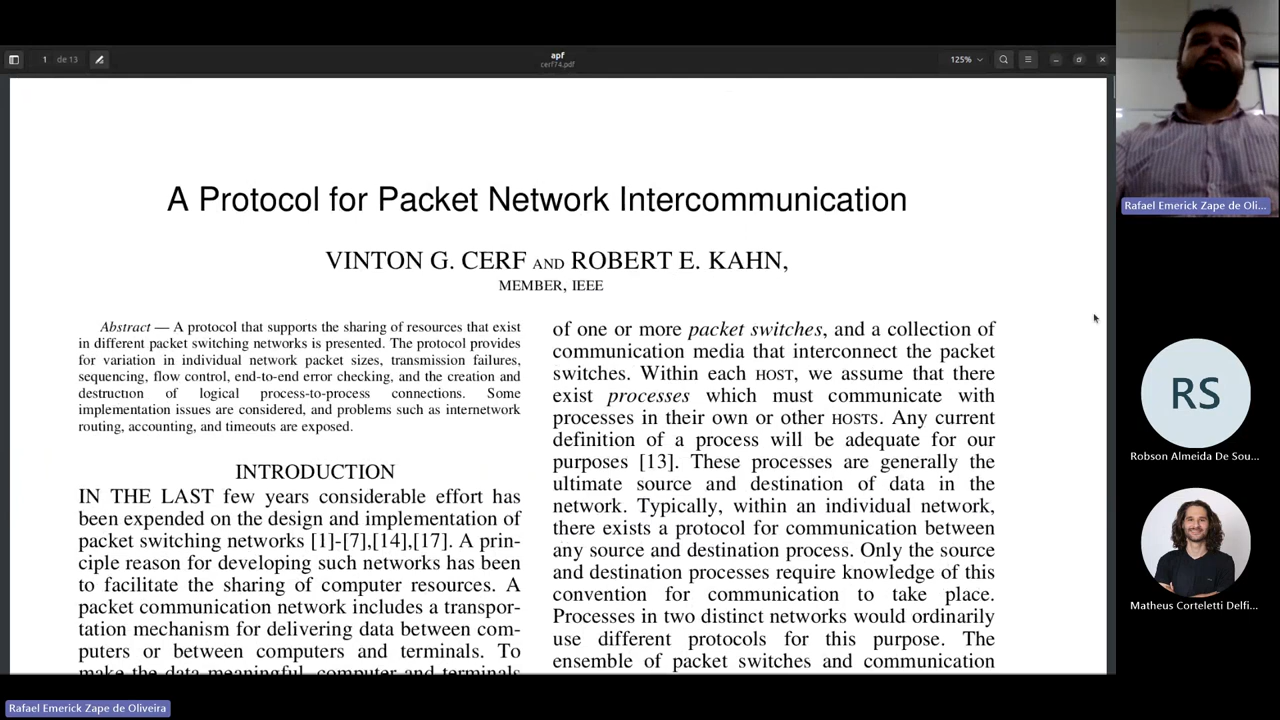 1 de 13
apf
cerf74.pdf
125%
A Protocol for Packet Network Intercommunication
VINTON G. CERF AND ROBERT E. KAHN,
MEMBER, IEEE
Abstract — A protocol that supports the sharing of resources that exist
in different packet switching networks is presented. The protocol provides
for variation in individual network packet sizes, transmission failures,
sequencing, flow control, end-to-end error checking, and the creation and
destruction of logical process-to-process connections. Some
implementation issues are considered, and problems such as internetwork
routing, accounting, and timeouts are exposed.
INTRODUCTION
IN THE LAST few years considerable effort has
been expended on the design and implementation of
packet switching networks [1]-[7],[14],[17]. A prin-
ciple reason for developing such networks has been
to facilitate the sharing of computer resources. A
packet communication network includes a transpor-
tation mechanism for delivering data between com-
puters or between computers and terminals. To
make the data meaningful, computer and terminals
of one or more packet switches, and a collection of
communication media that interconnect the packet
switches. Within each HOST, we assume that there
exist processes which must communicate with
processes in their own or other HOSTS. Any current
definition of a process will be adequate for our
purposes [13]. These processes are generally the
ultimate source and destination of data in the
network. Typically, within an individual network,
there exists a protocol for communication between
any source and destination process. Only the source
and destination processes require knowledge of this
convention for communication to take place.
Processes in two distinct networks would ordinarily
use different protocols for this purpose. The
ensemble of packet switches and communication
Rafael Emerick Zape de Oli...
RS
Robson Almeida De Sou...
Matheus Corteletti Delfi...
Rafael Emerick Zape de Oliveira